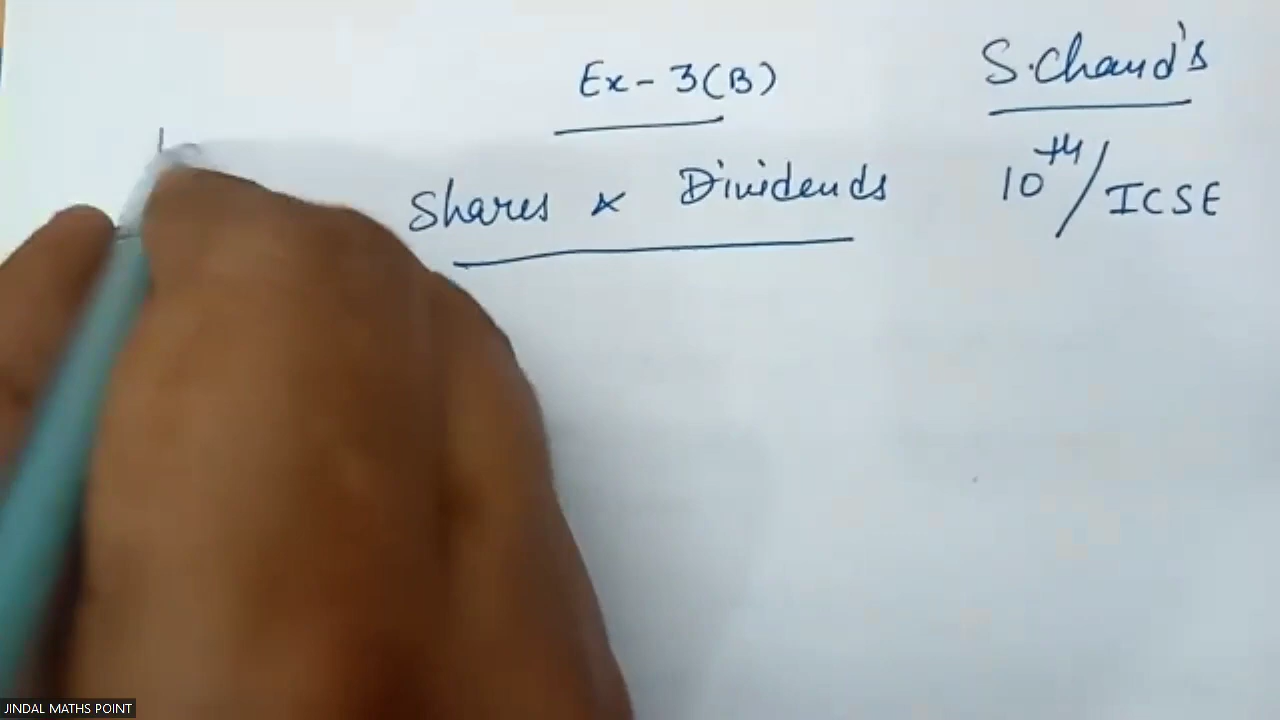 Ex - 3(B)
S. Chand's
Shares & Dividends
10th/ICSE
JINDAL MATHS POINT